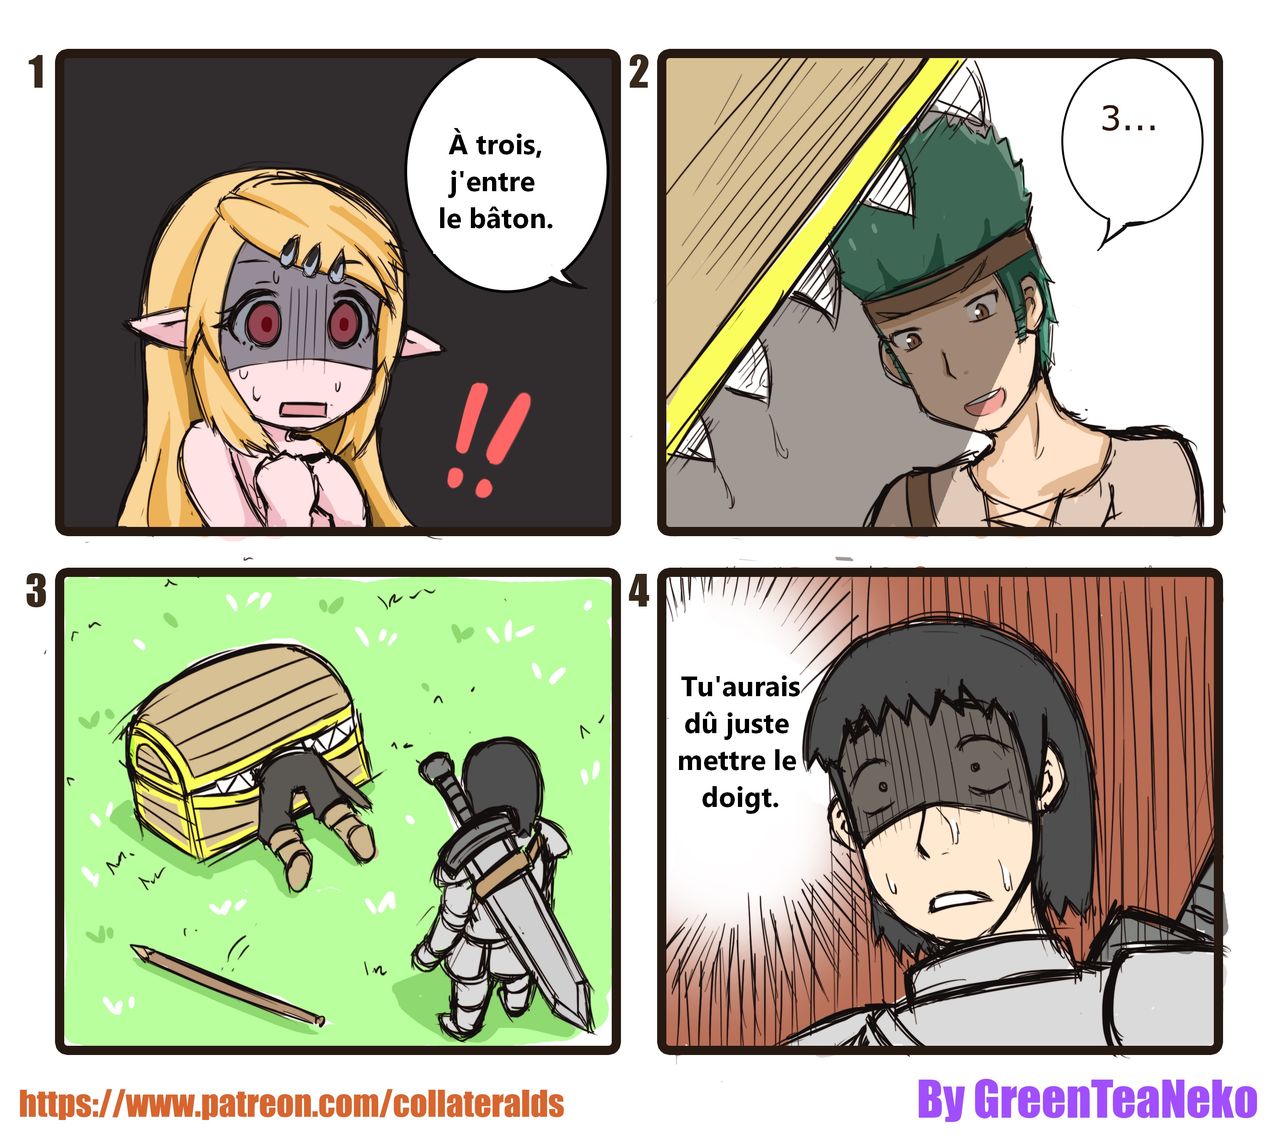 1
À trois,
j'entre
le bâton.
!!
2
3...
3
4
Tu'aurais
dû juste
mettre le
doigt.
https://www.patreon.com/collateralds
By GreenTeaNeko